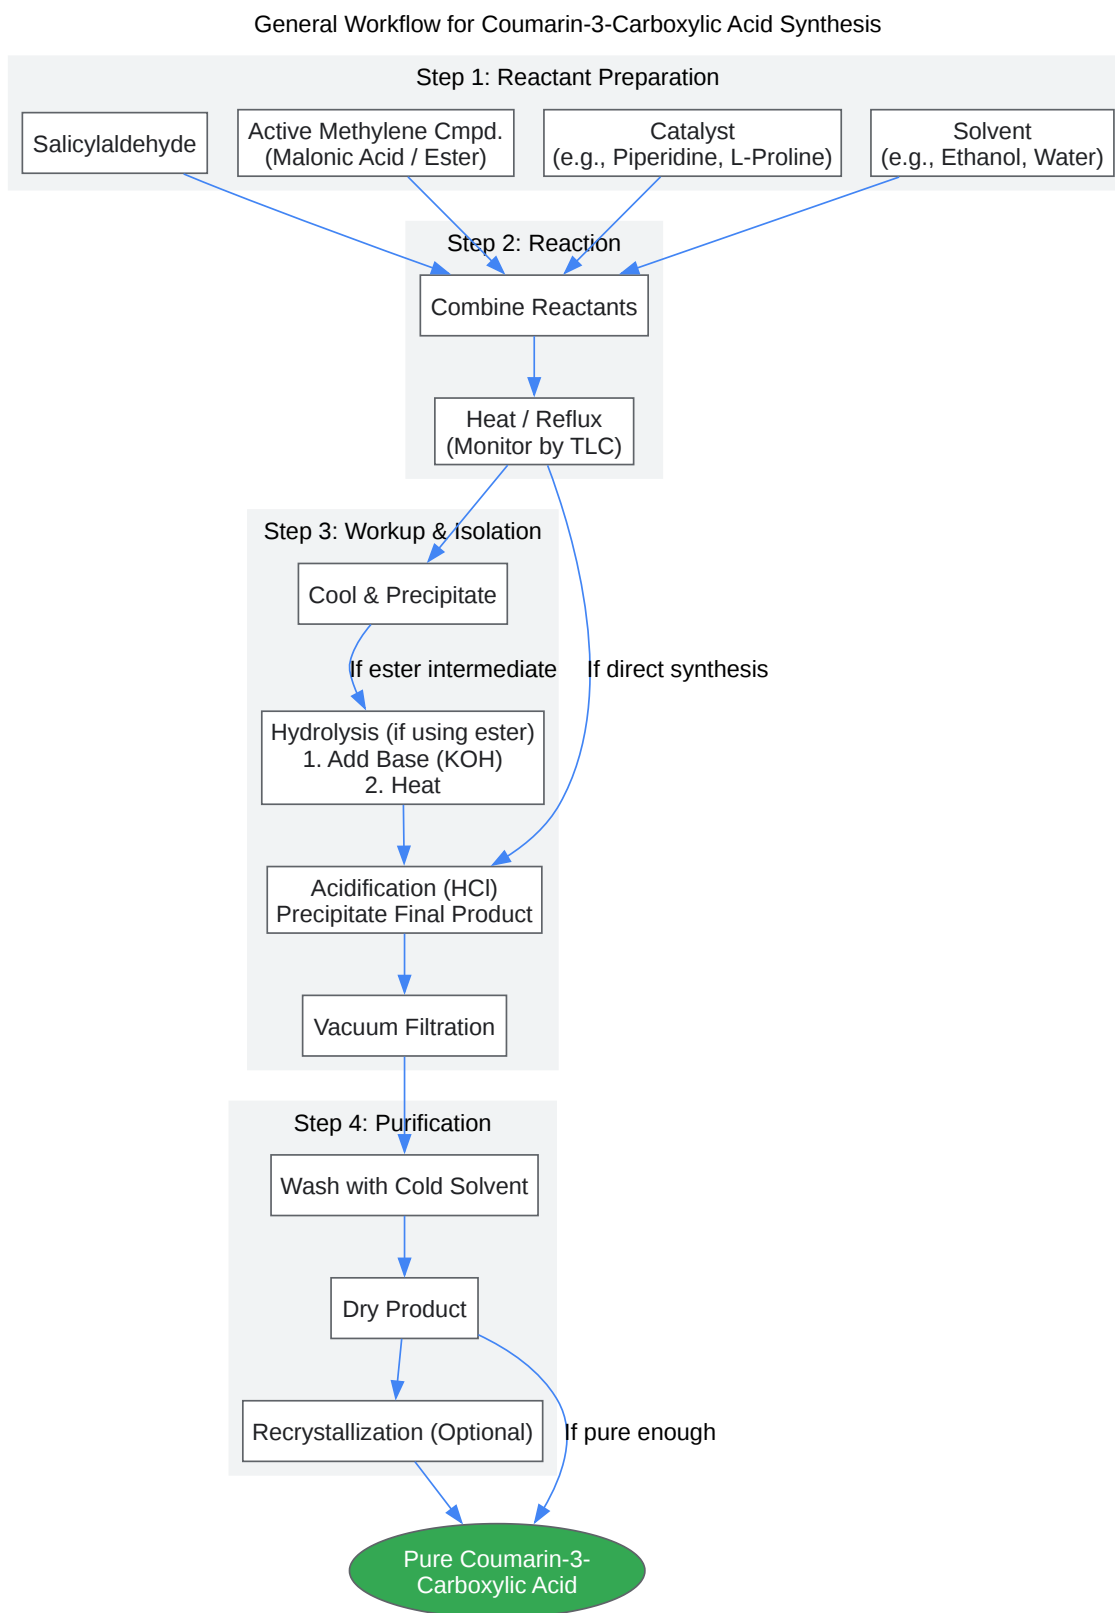 General Workflow for Coumarin-3-Carboxylic Acid Synthesis
Step 1: Reactant Preparation
Salicylaldehyde
Active Methylene Cmpd.
(Malonic Acid / Ester)
Catalyst
(e.g., Piperidine, L-Proline)
Solvent
(e.g., Ethanol, Water)
Step 2: Reaction
Combine Reactants
Heat / Reflux
(Monitor by TLC)
Step 3: Workup & Isolation
Cool & Precipitate
If ester intermediate
If direct synthesis
Hydrolysis (if using ester)
1. Add Base (KOH)
2. Heat
Acidification (HCl)
Precipitate Final Product
Vacuum Filtration
Step 4: Purification
Wash with Cold Solvent
Dry Product
Recrystallization (Optional)
If pure enough
Pure Coumarin-3-
Carboxylic Acid